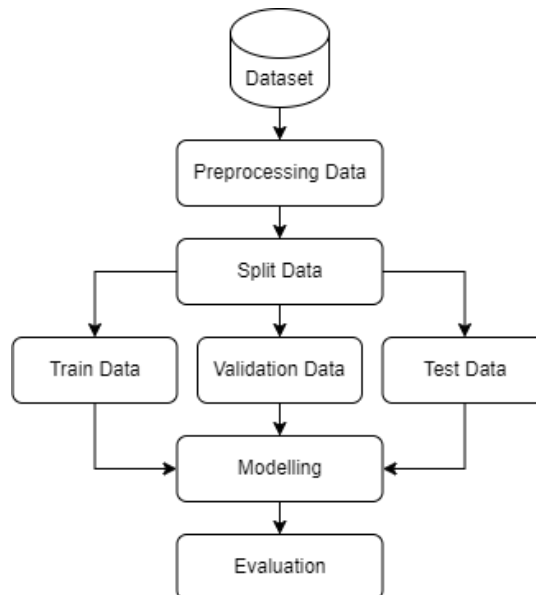 Dataset
Preprocessing Data
Split Data
Train Data
Validation Data
Test Data
Modelling
Evaluation